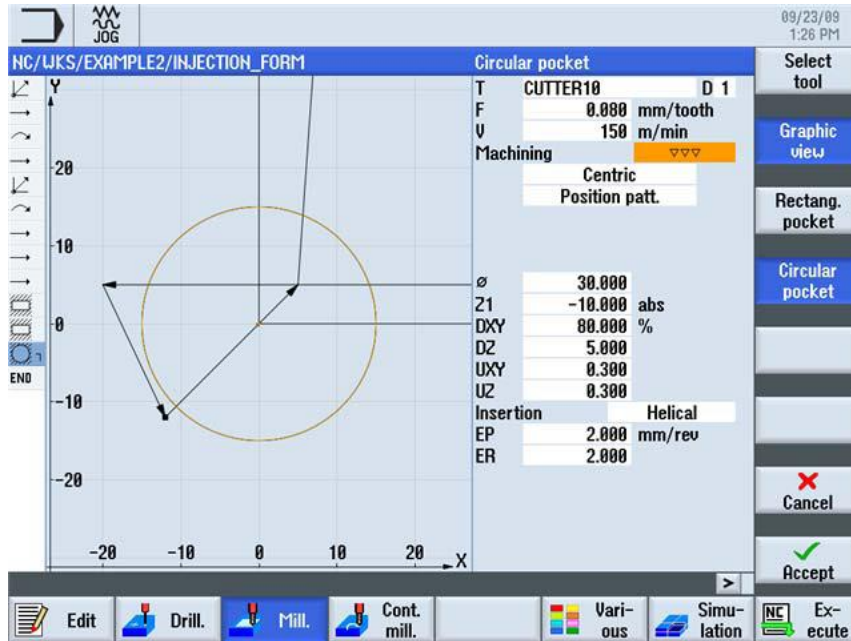 JOG
09/23/09
1:26 PM
NC/WKS/EXAMPLE2/INJECTION_FORM
Circular pocket
Select tool
T CUTTER10 D 1
F 0.080 mm/tooth
V 150 m/min
Machining ▽▽▽
Centric
Position patt.
Ø 30.000
Z1 -10.000 abs
DXY 80.000 %
DZ 5.000
UXY 0.300
UZ 0.300
Insertion Helical
EP 2.000 mm/rev
ER 2.000
Y
20
10
0
-10
-20
-20 -10 0 10 20 X
END
Graphic view
Rectang. pocket
Circular pocket
Cancel
Accept
>
Edit
Drill.
Mill.
Cont. mill.
Vari-
ous
Simu-
lation
NC
Ex-
ecute